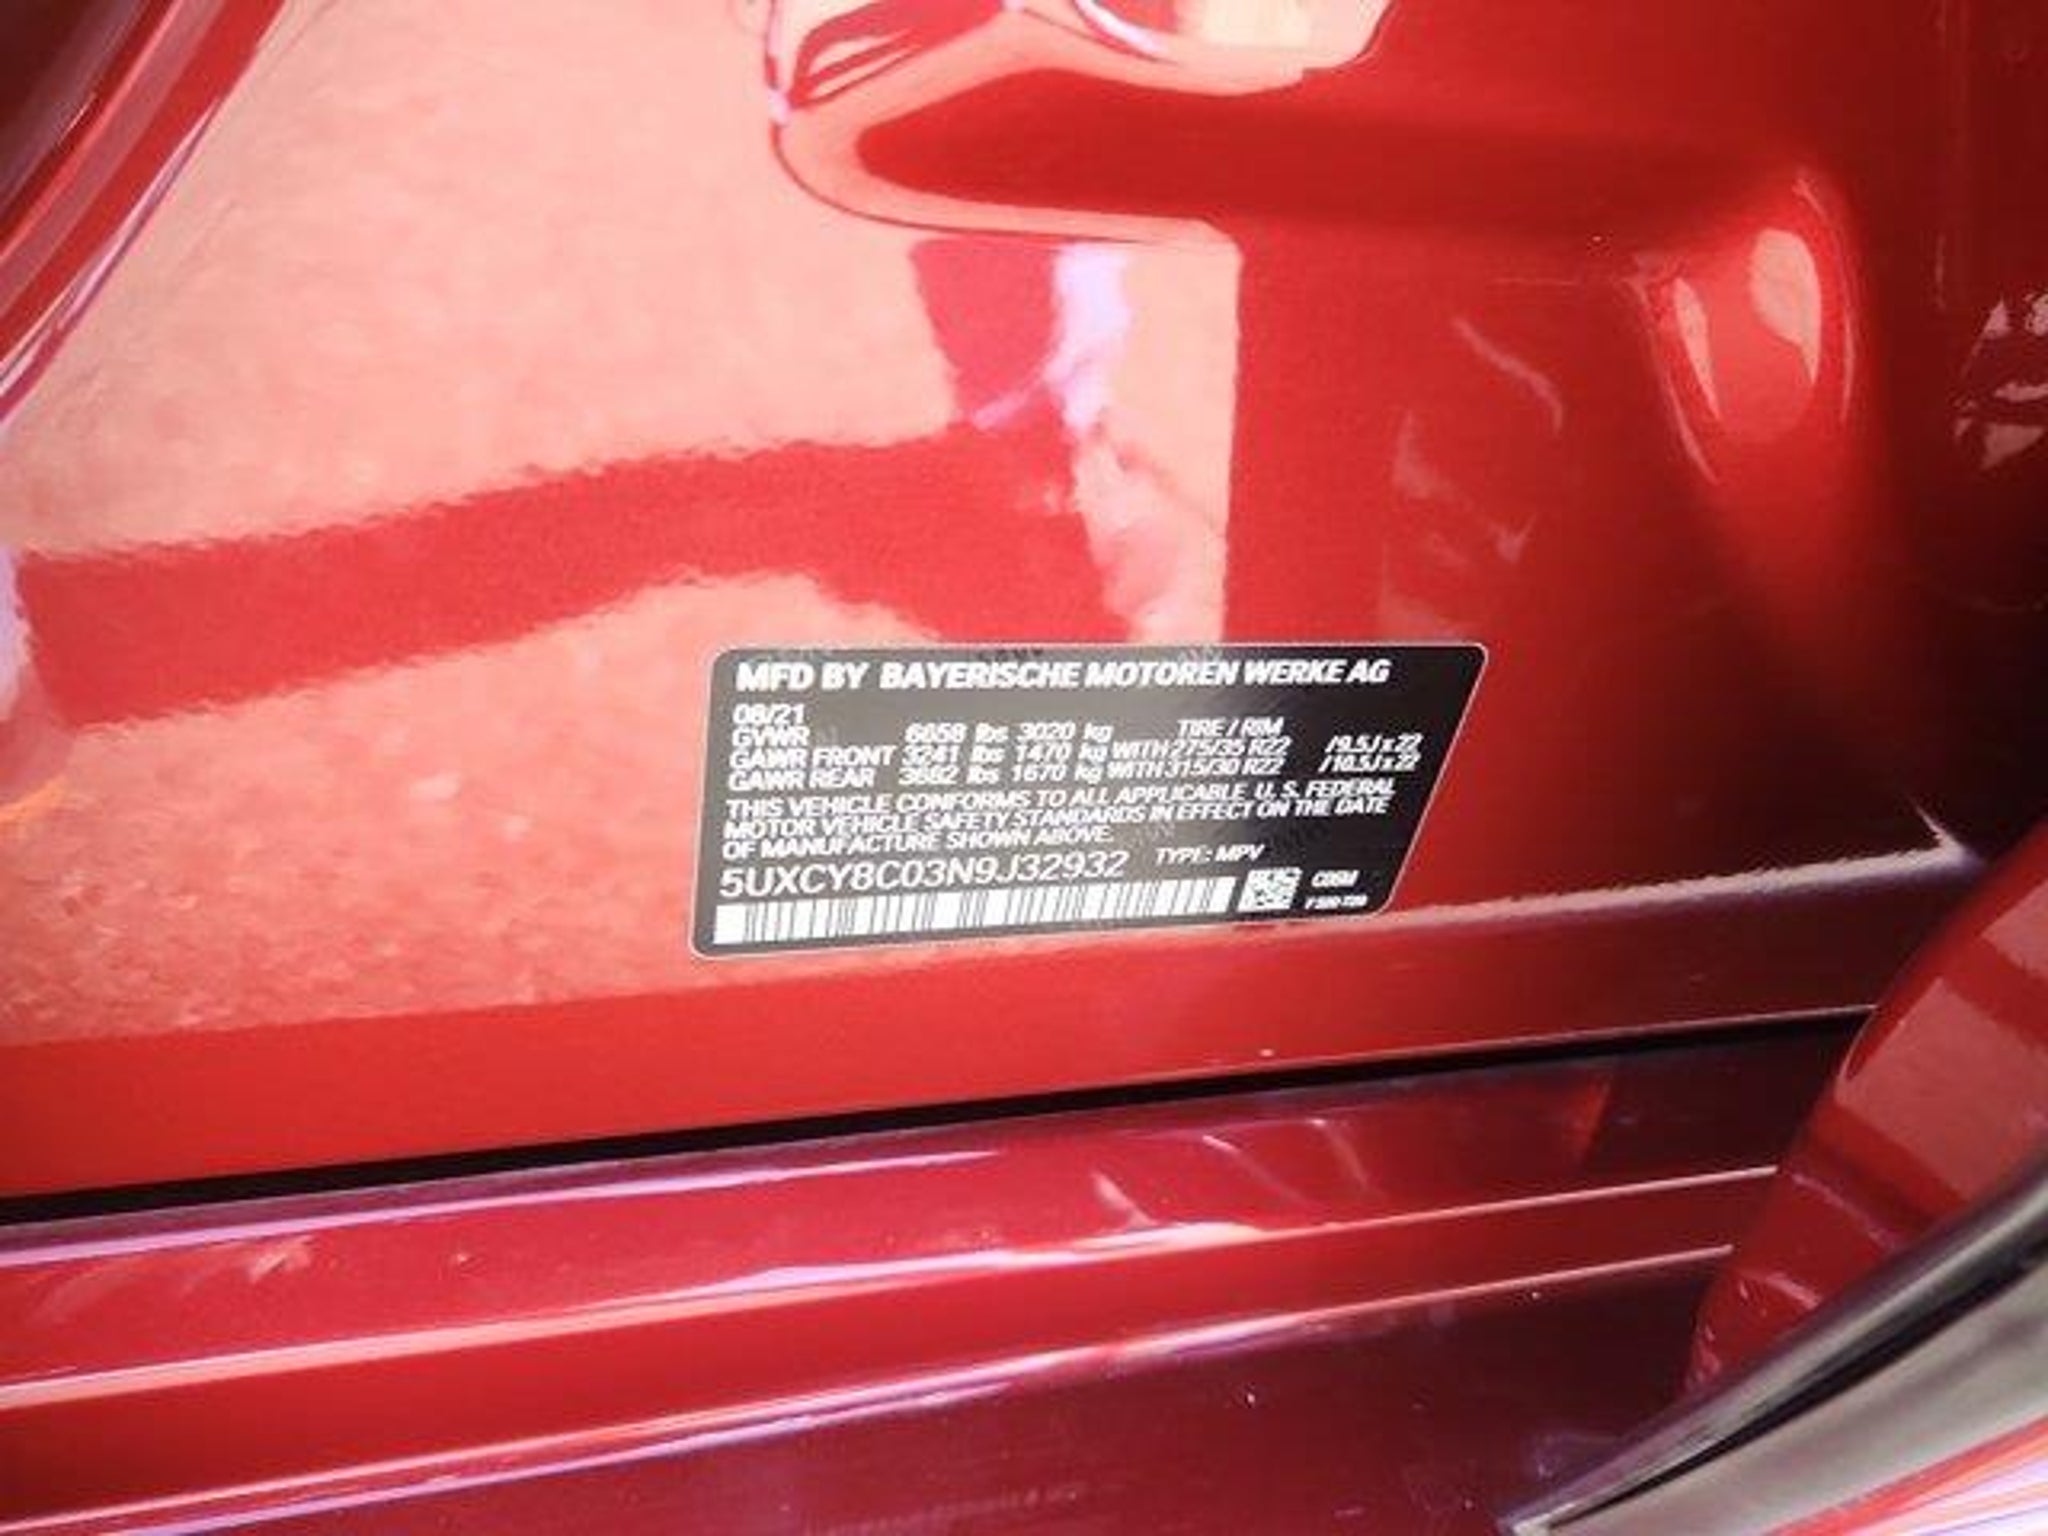 MFD BY BAYERISCHE MOTOREN WERKE AG
08/21
GVWR 6658 lbs 3020 kg TIRE / RIM
GAWR FRONT 3241 lbs 1470 kg WITH 275/35 R22 / 9.5J x 22
GAWR REAR 3682 lbs 1670 kg WITH 315/30 R22 / 10.5J x 22
THIS VEHICLE CONFORMS TO ALL APPLICABLE U. S. FEDERAL
MOTOR VEHICLE SAFETY STANDARDS IN EFFECT ON THE DATE
OF MANUFACTURE SHOWN ABOVE.
5UXCY8C03N9J32932 TYPE: MPV